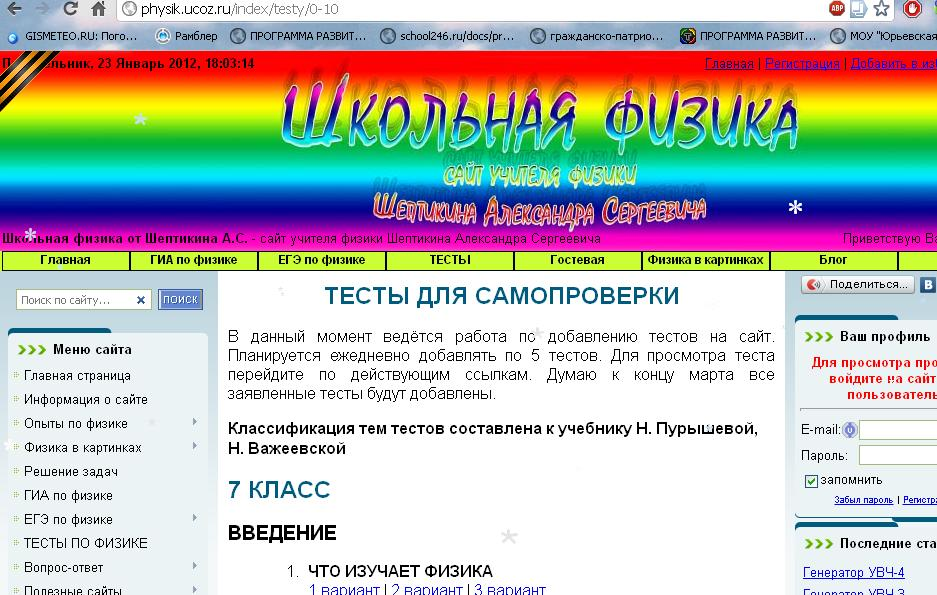 physik.ucoz.ru/index/testy/0-10
ABP
GISMETEO.RU: Пого... Рамблер ПРОГРАММА РАЗВИТ... school246.ru/docs/pr... гражданско-патрио... ПРОГРАММА РАЗВИТ... МОУ "Юрьевская
23 Январь 2012, 18:03:14
Главная | Регистрация | Добавить в из
Школьная физика
сайт учителя физики
Шептикина Александра Сергеевича
Школьная физика от Шептикина А.С. - сайт учителя физики Шептикина Александра Сергеевича
Приветствую Ва
Главная ГИА по физике ЕГЭ по физике ТЕСТЫ Гостевая Физика в картинках Блог
Поиск по сайту... ПОИСК
Меню сайта
Главная страница
Информация о сайте
Опыты по физике
Физика в картинках
Решение задач
ГИА по физике
ЕГЭ по физике
ТЕСТЫ ПО ФИЗИКЕ
Вопрос-ответ
Полезные сайты
ТЕСТЫ ДЛЯ САМОПРОВЕРКИ
В данный момент ведётся работа по добавлению тестов на сайт.
Планируется ежедневно добавлять по 5 тестов. Для просмотра теста
перейдите по действующим ссылкам. Думаю к концу марта все
заявленные тесты будут добавлены.
Классификация тем тестов составлена к учебнику Н. Пурышевой,
Н. Важеевской
7 КЛАСС
ВВЕДЕНИЕ
1. ЧТО ИЗУЧАЕТ ФИЗИКА
1 вариант | 2 вариант | 3 вариант
Поделиться... В
Ваш профиль
Для просмотра про
войдите на сайт
пользователь
E-mail:
Пароль:
запомнить
Забыл пароль | Регистра
Последние ста
Генератор УВЧ-4
Генератор УВЧ-3